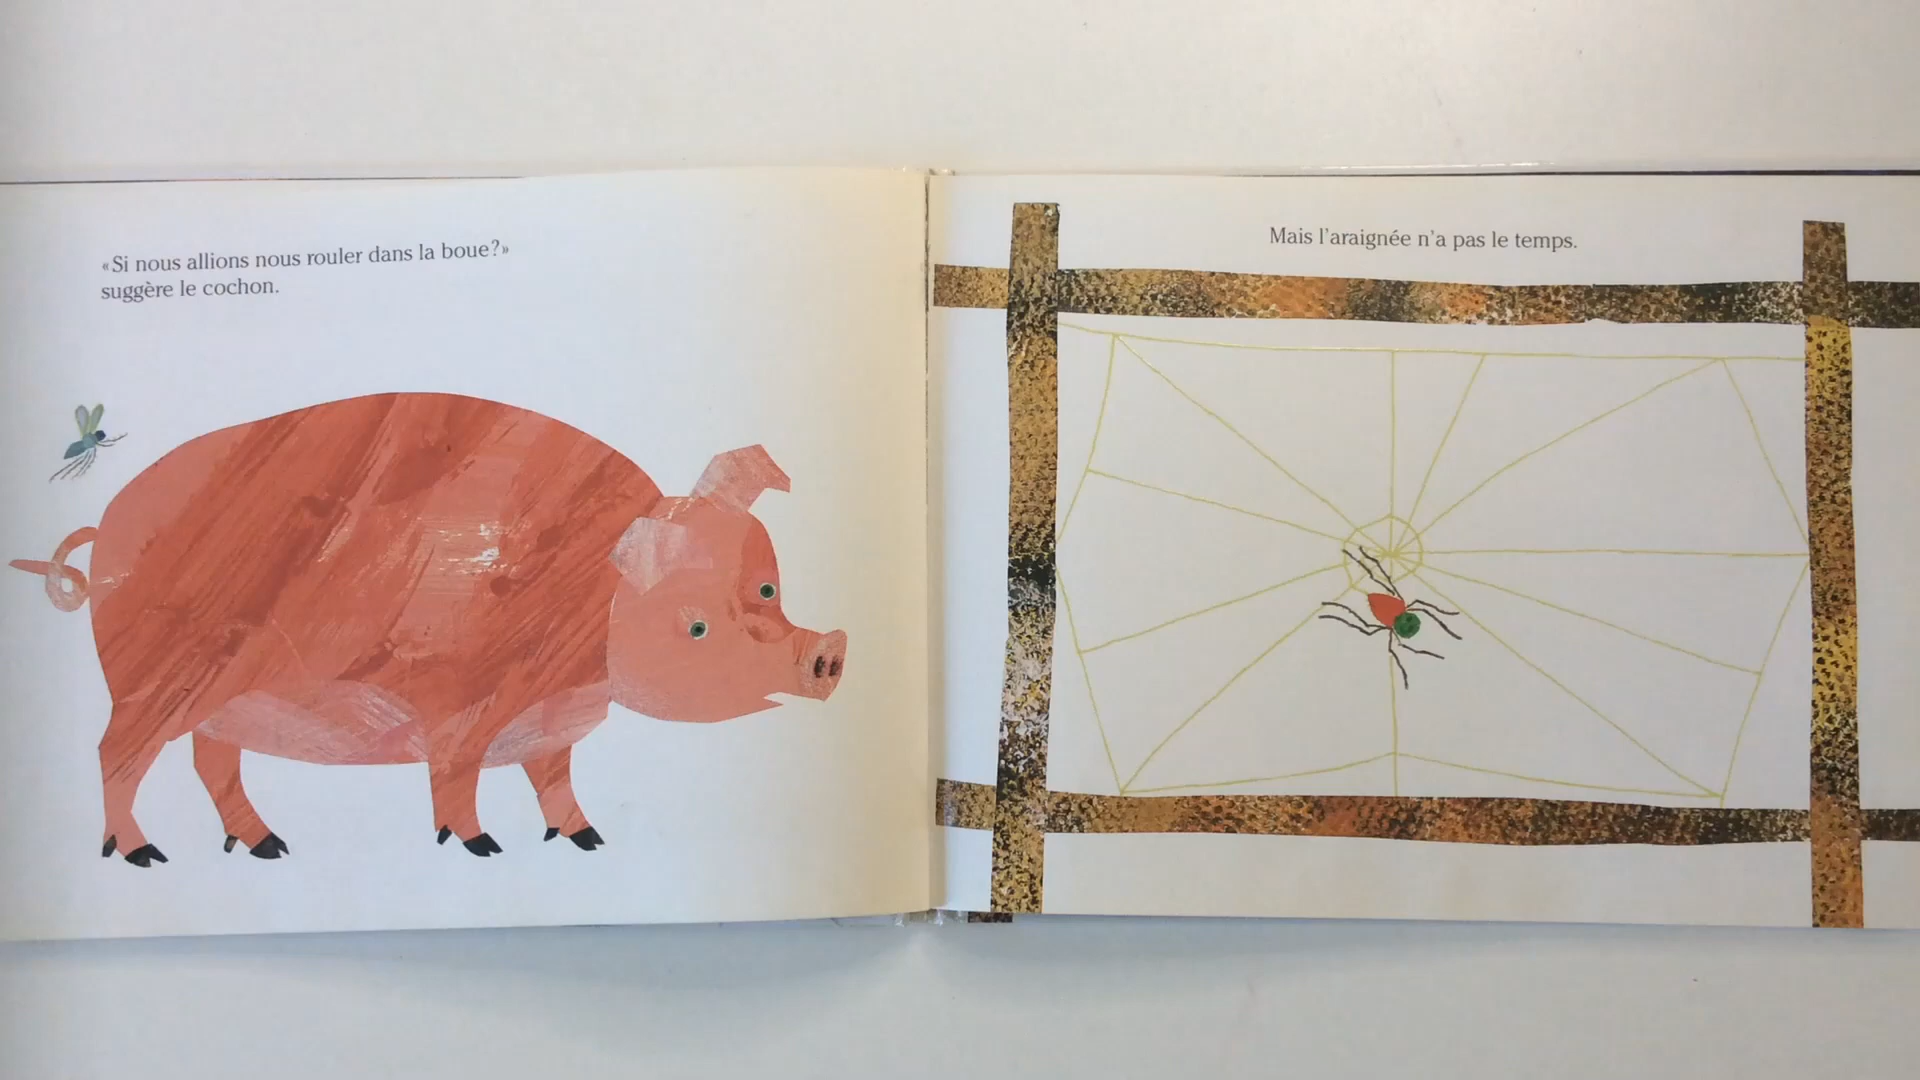 «Si nous allions nous rouler dans la boue?»
suggère le cochon.
Mais l'araignée n'a pas le temps.